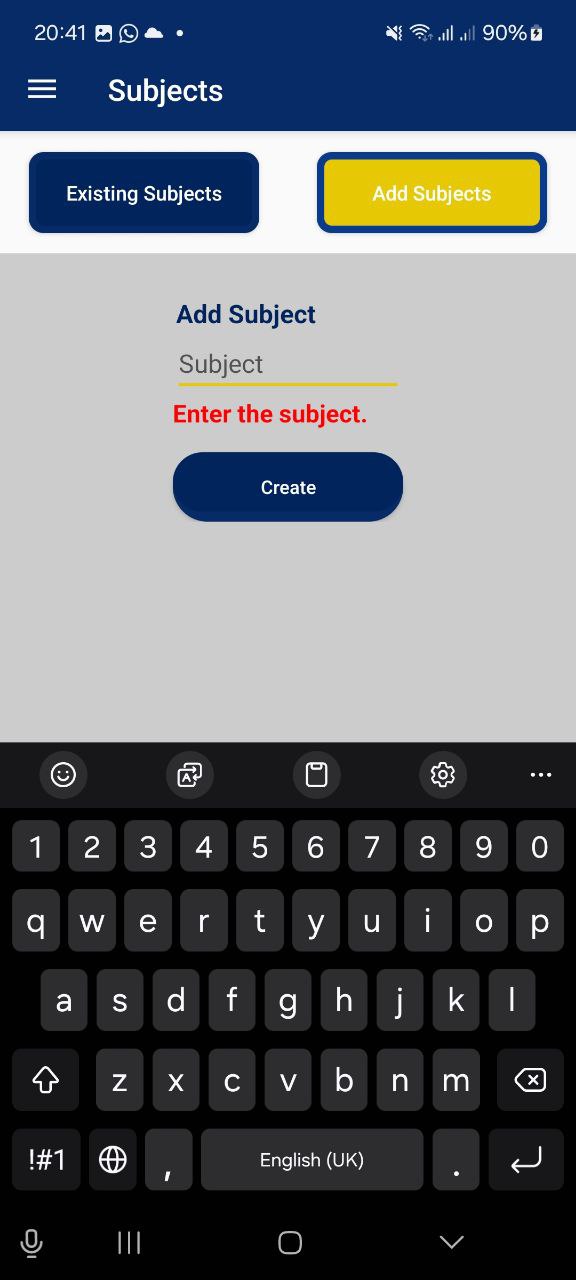 20:41 90%
Subjects
Existing Subjects Add Subjects
Add Subject
Subject
Enter the subject.
Create
1 2 3 4 5 6 7 8 9 0
q w e r t y u i o p
a s d f g h j k l
z x c v b n m
!#1 , English (UK) .